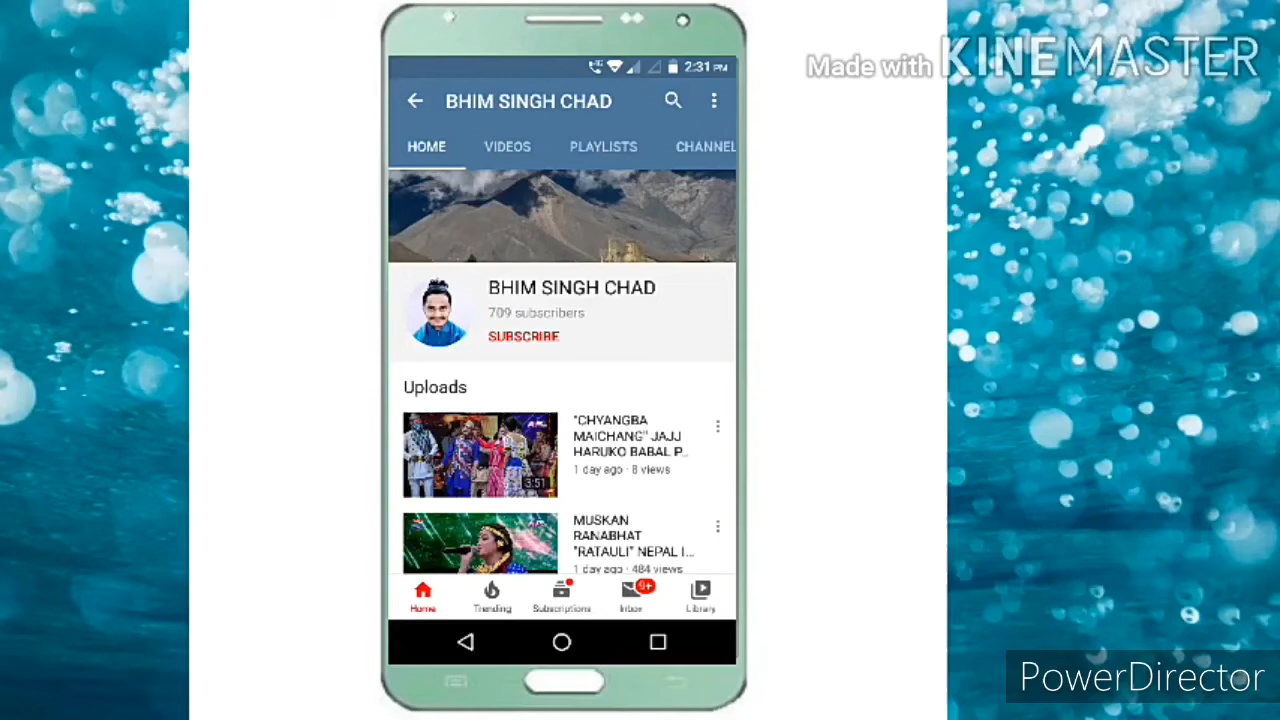 Made with KINEMASTER
2:31 PM
BHIM SINGH CHAD
HOME VIDEOS PLAYLISTS CHANNEL
BHIM SINGH CHAD
709 subscribers
SUBSCRIBE
Uploads
"CHYANGBA
MAICHANG" JAJJ
HARUKO BABAL P...
1 day ago · 8 views
3:51
MUSKAN
RANABHAT
"RATAULI" NEPAL I...
1 day ago · 484 views
9+
Home Trending Subscriptions Inbox Library
PowerDirector